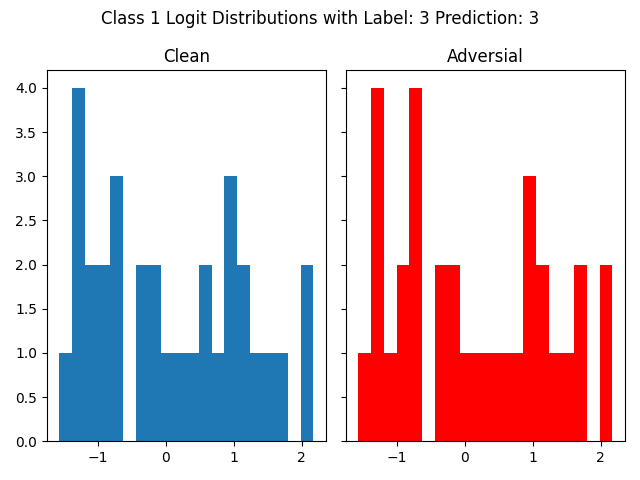 Class 1 Logit Distributions with Label: 3 Prediction: 3
Clean
Adversial
4.0
3.5
3.0
2.5
2.0
1.5
1.0
0.5
0.0
−1 0 1 2
−1 0 1 2